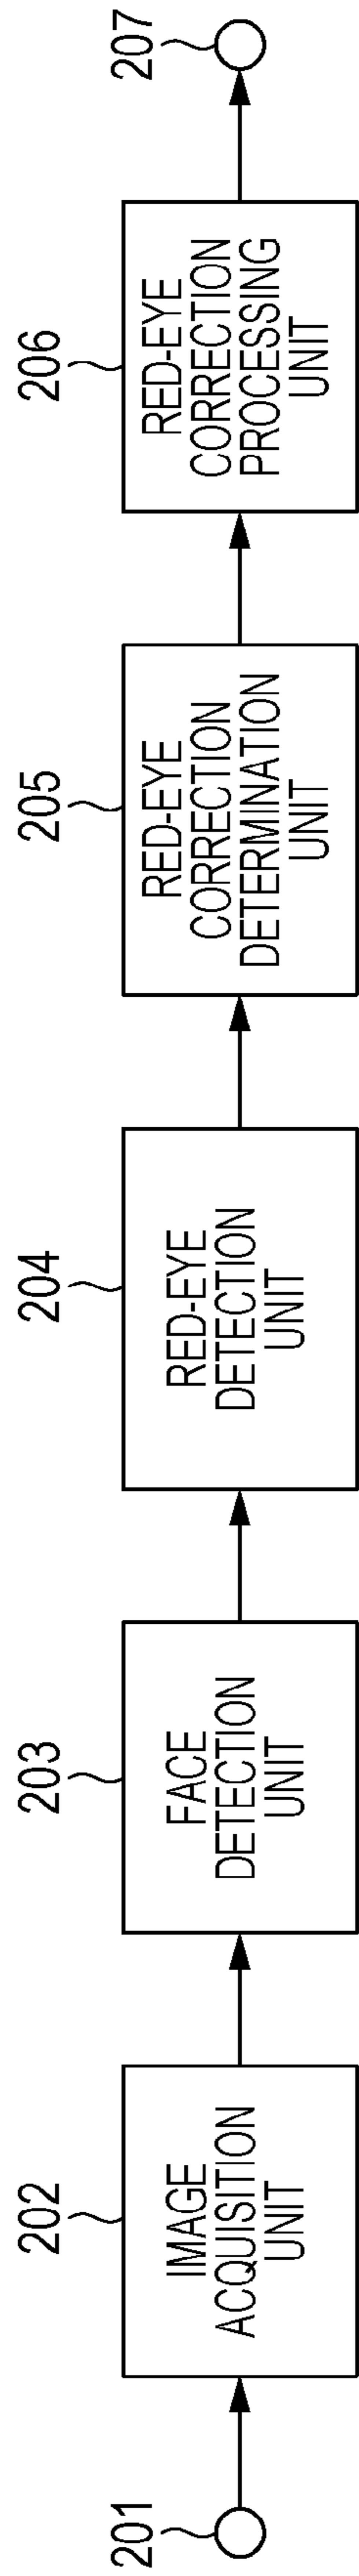 201
202
IMAGE
ACQUISITION
UNIT
203
FACE
DETECTION
UNIT
204
RED-EYE
DETECTION
UNIT
205
RED-EYE
CORRECTION
DETERMINATION
UNIT
206
RED-EYE
CORRECTION
PROCESSING
UNIT
207